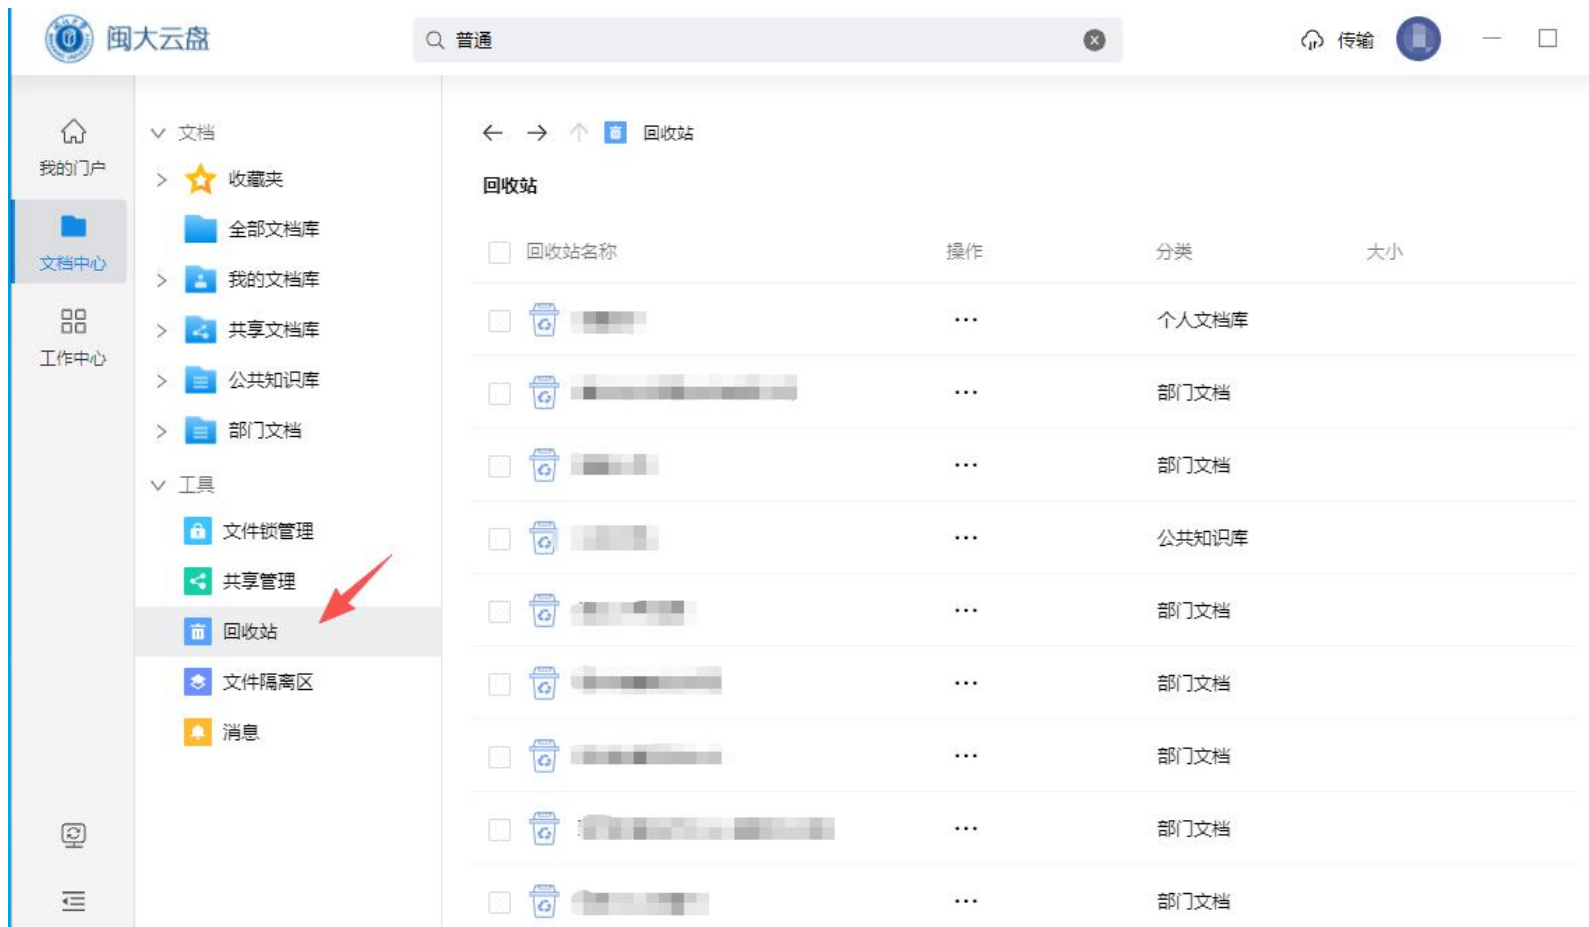 闽大云盘
普通
传输
我的门户
文档中心
工作中心
文档
收藏夹
全部文档库
我的文档库
共享文档库
公共知识库
部门文档
工具
文件锁管理
共享管理
回收站
文件隔离区
消息
回收站
回收站
回收站名称 操作 分类 大小
··· 个人文档库
··· 部门文档
··· 部门文档
··· 公共知识库
··· 部门文档
··· 部门文档
··· 部门文档
··· 部门文档
··· 部门文档